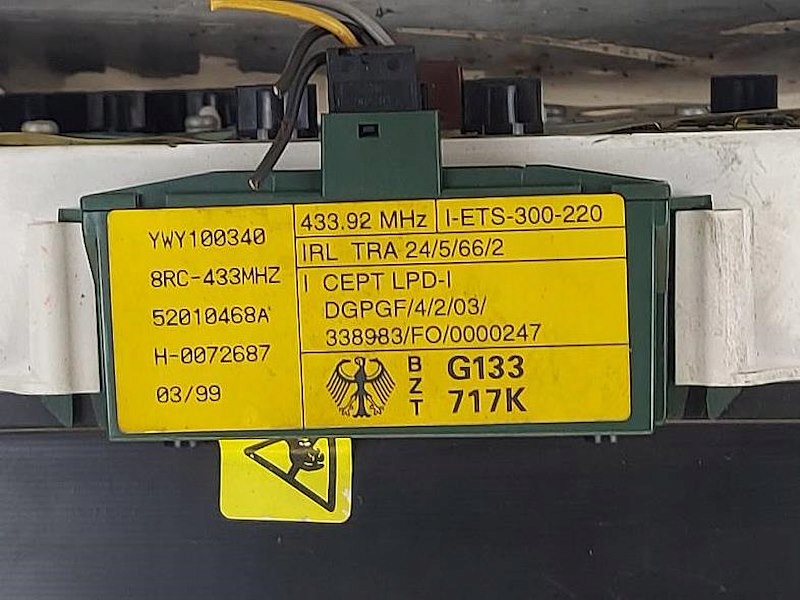 YWY100340
8RC-433MHZ
52010468A
H-0072687
03/99
433.92 MHz
I-ETS-300-220
IRL TRA 24/5/66/2
I CEPT LPD-I
DGPGF/4/2/03/
338983/FO/0000247
BZT
G133
717K